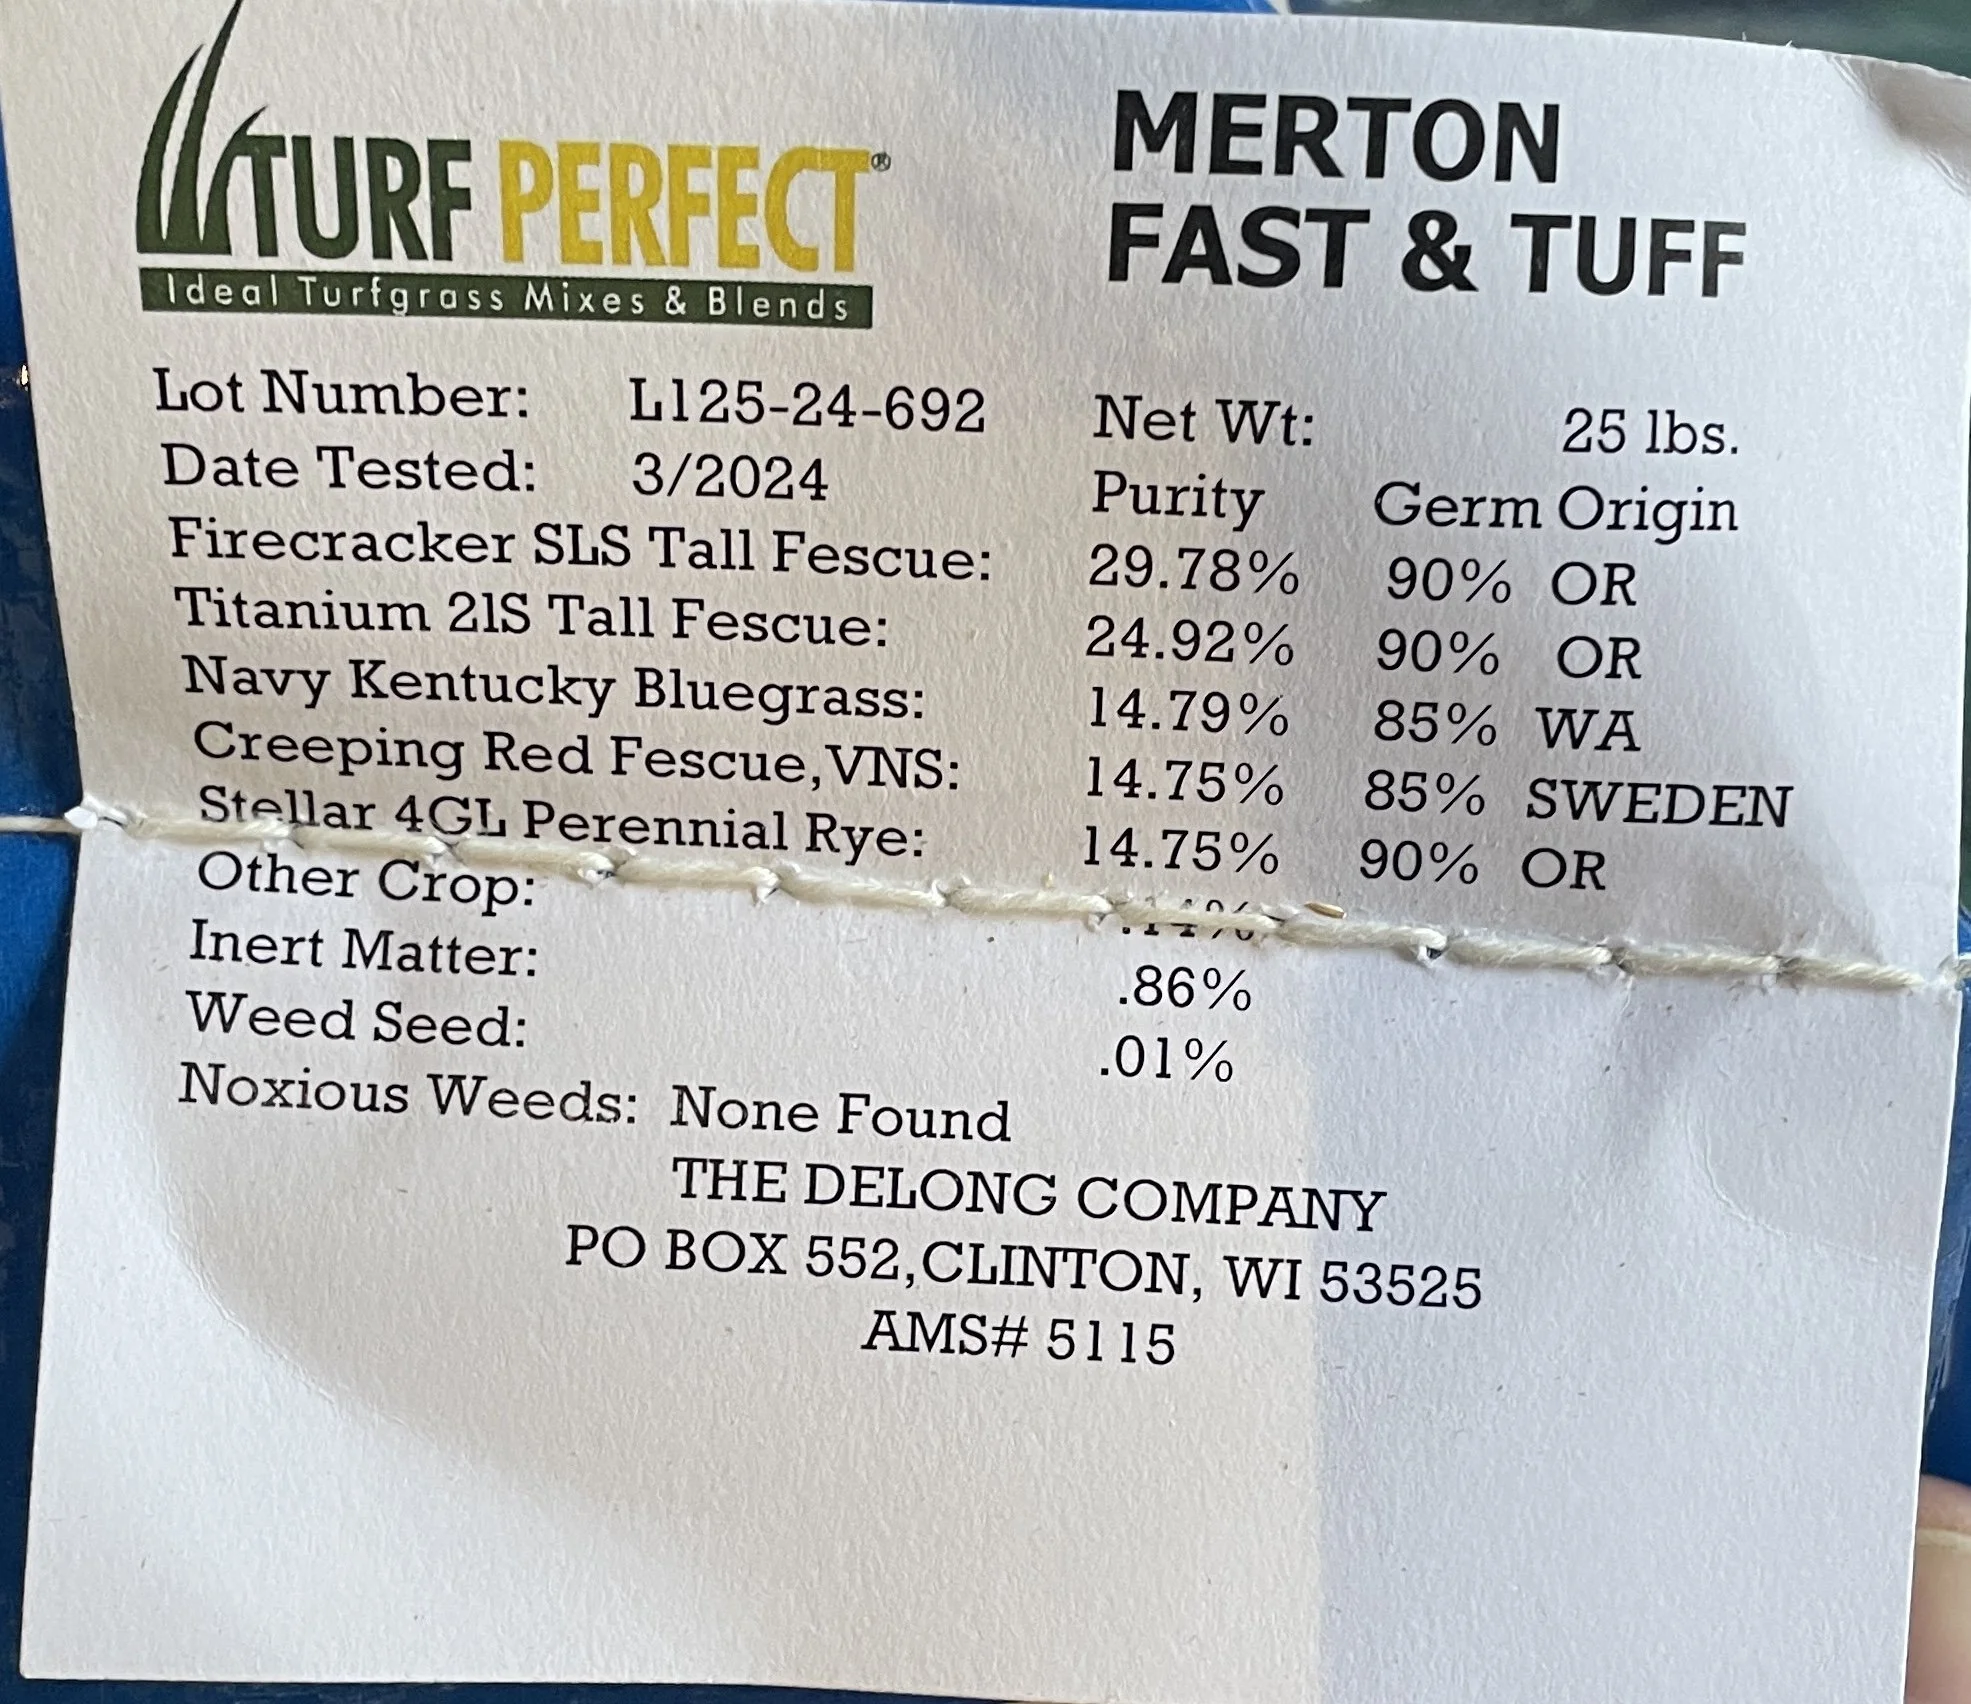 TURF PERFECT®
Ideal Turfgrass Mixes & Blends
MERTON
FAST & TUFF
Lot Number: L125-24-692 Net Wt: 25 lbs.
Date Tested: 3/2024 Purity Germ Origin
Firecracker SLS Tall Fescue: 29.78% 90% OR
Titanium 2IS Tall Fescue: 24.92% 90% OR
Navy Kentucky Bluegrass: 14.79% 85% WA
Creeping Red Fescue,VNS: 14.75% 85% SWEDEN
Stellar 4GL Perennial Rye: 14.75% 90% OR
Other Crop: .14%
Inert Matter: .86%
Weed Seed: .01%
Noxious Weeds: None Found
THE DELONG COMPANY
PO BOX 552,CLINTON, WI 53525
AMS# 5115